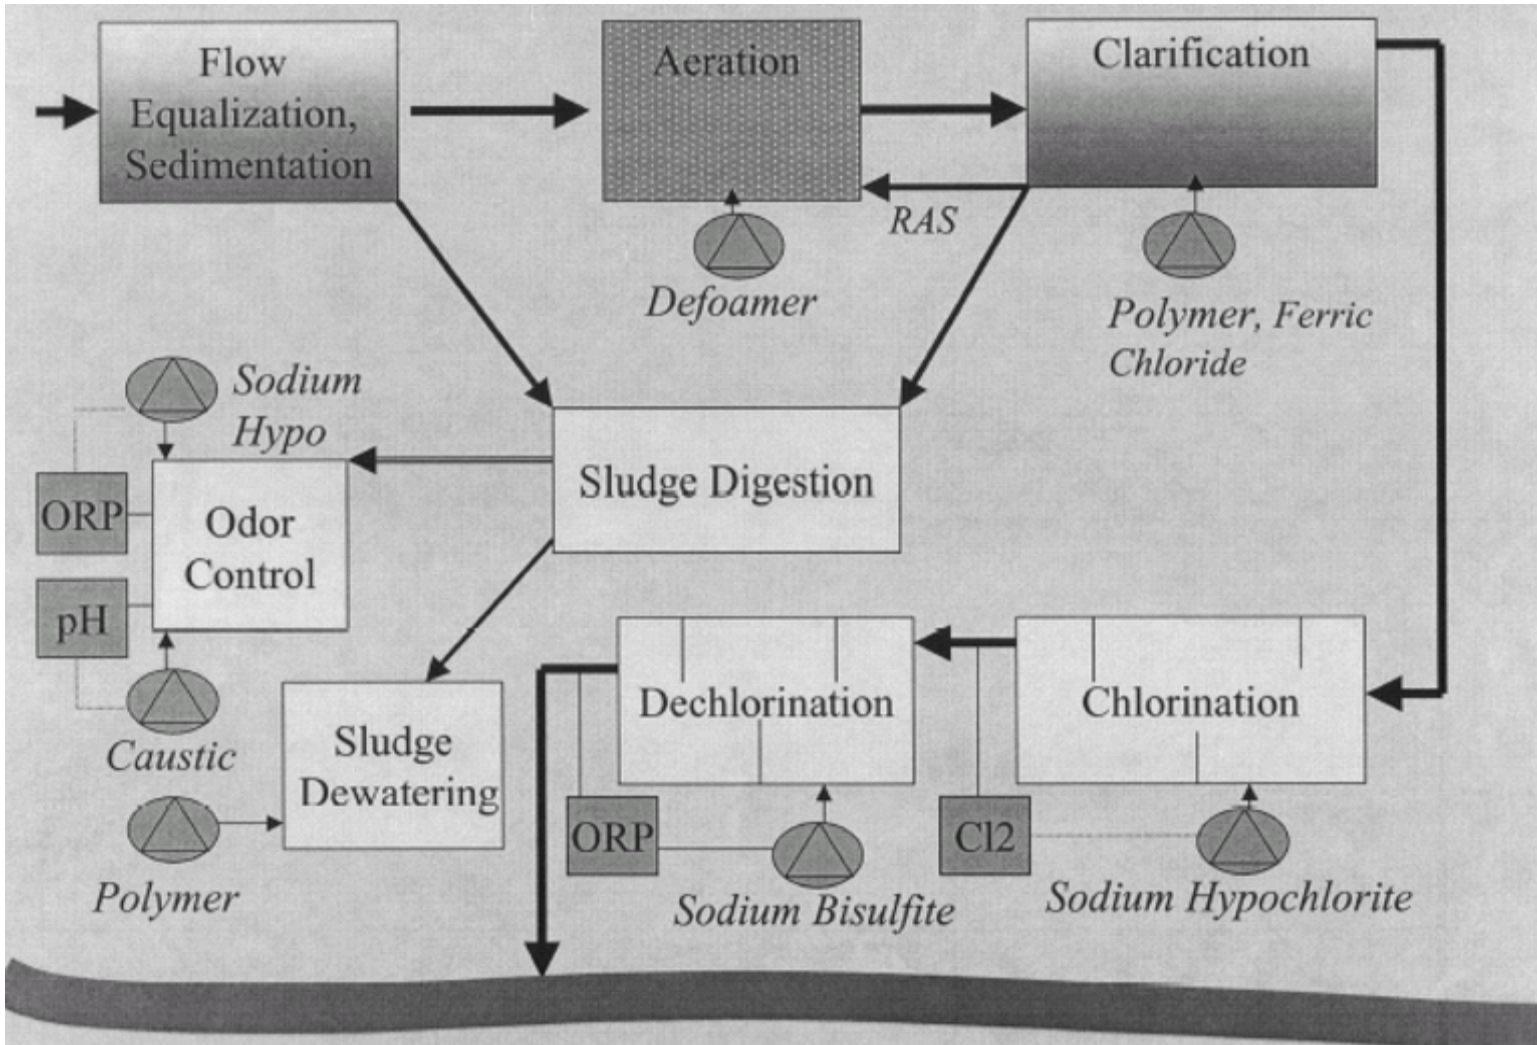 Flow
Equalization,
Sedimentation
Aeration
Clarification
RAS
Defoamer
Polymer, Ferric
Chloride
Sodium
Hypo
Sludge Digestion
ORP
Odor
Control
pH
Caustic
Sludge
Dewatering
Polymer
Dechlorination
Chlorination
ORP
Cl2
Sodium Bisulfite
Sodium Hypochlorite